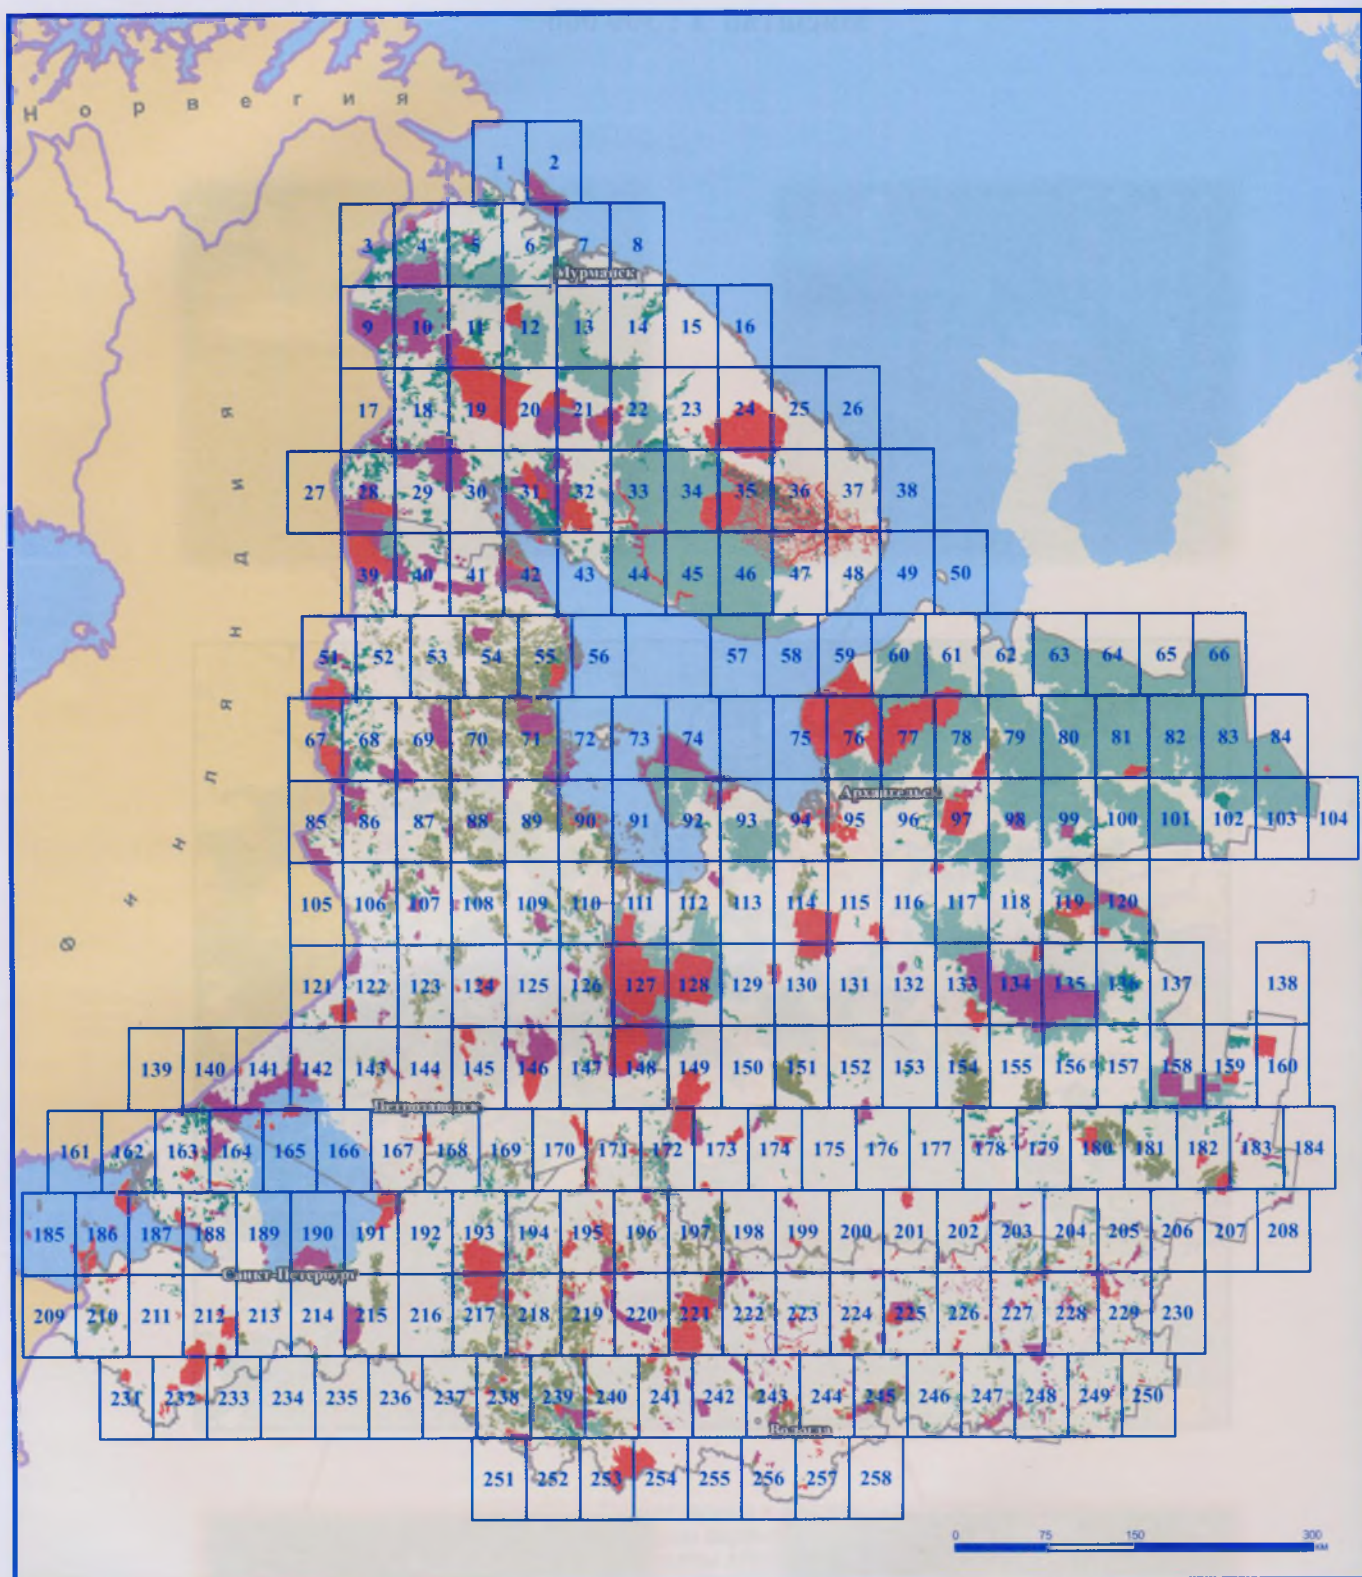 Норвегия
Финляндия
1 2
3 4 5 6 7 8
Мурманск
9 10 11 12 13 14 15 16
17 18 19 20 21 22 23 24 25 26
27 28 29 30 31 32 33 34 35 36 37 38
39 40 41 42 43 44 45 46 47 48 49 50
51 52 53 54 55 56 57 58 59 60 61 62 63 64 65 66
67 68 69 70 71 72 73 74 75 76 77 78 79 80 81 82 83 84
Архангельск
85 86 87 88 89 90 91 92 93 94 95 96 97 98 99 100 101 102 103 104
105 106 107 108 109 110 111 112 113 114 115 116 117 118 119 120
121 122 123 124 125 126 127 128 129 130 131 132 133 134 135 136 137 138
139 140 141 142 143 144 145 146 147 148 149 150 151 152 153 154 155 156 157 158 159 160
Петрозаводск
161 162 163 164 165 166 167 168 169 170 171 172 173 174 175 176 177 178 179 180 181 182 183 184
185 186 187 188 189 190 191 192 193 194 195 196 197 198 199 200 201 202 203 204 205 206 207 208
Санкт-Петербург
209 210 211 212 213 214 215 216 217 218 219 220 221 222 223 224 225 226 227 228 229 230
231 232 233 234 235 236 237 238 239 240 241 242 243 244 245 246 247 248 249 250
Вологда
251 252 253 254 255 256 257 258
0 75 150 300
КМ